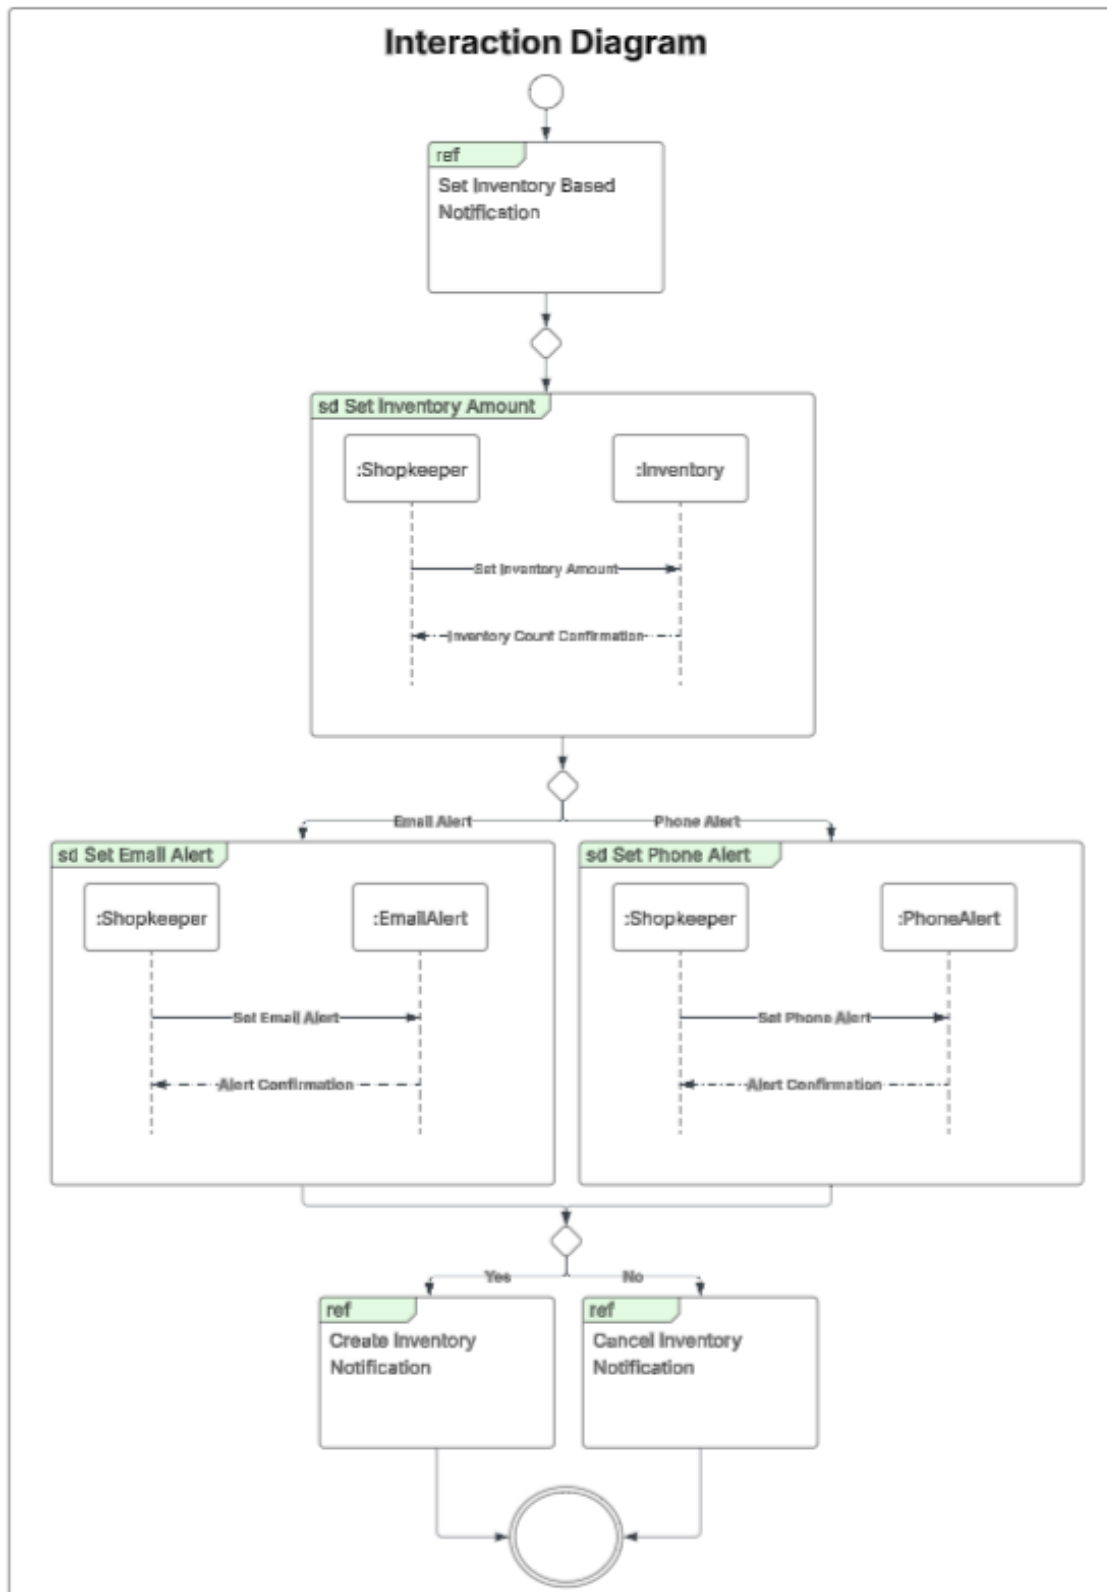 Interaction Diagram
ref
Set Inventory Based
Notification
sd Set Inventory Amount
:Shopkeeper
:Inventory
Set Inventory Amount
Inventory Count Confirmation
Email Alert
Phone Alert
sd Set Email Alert
:Shopkeeper
:EmailAlert
Set Email Alert
Alert Confirmation
sd Set Phone Alert
:Shopkeeper
:PhoneAlert
Set Phone Alert
Alert Confirmation
Yes
No
ref
Create Inventory
Notification
ref
Cancel Inventory
Notification